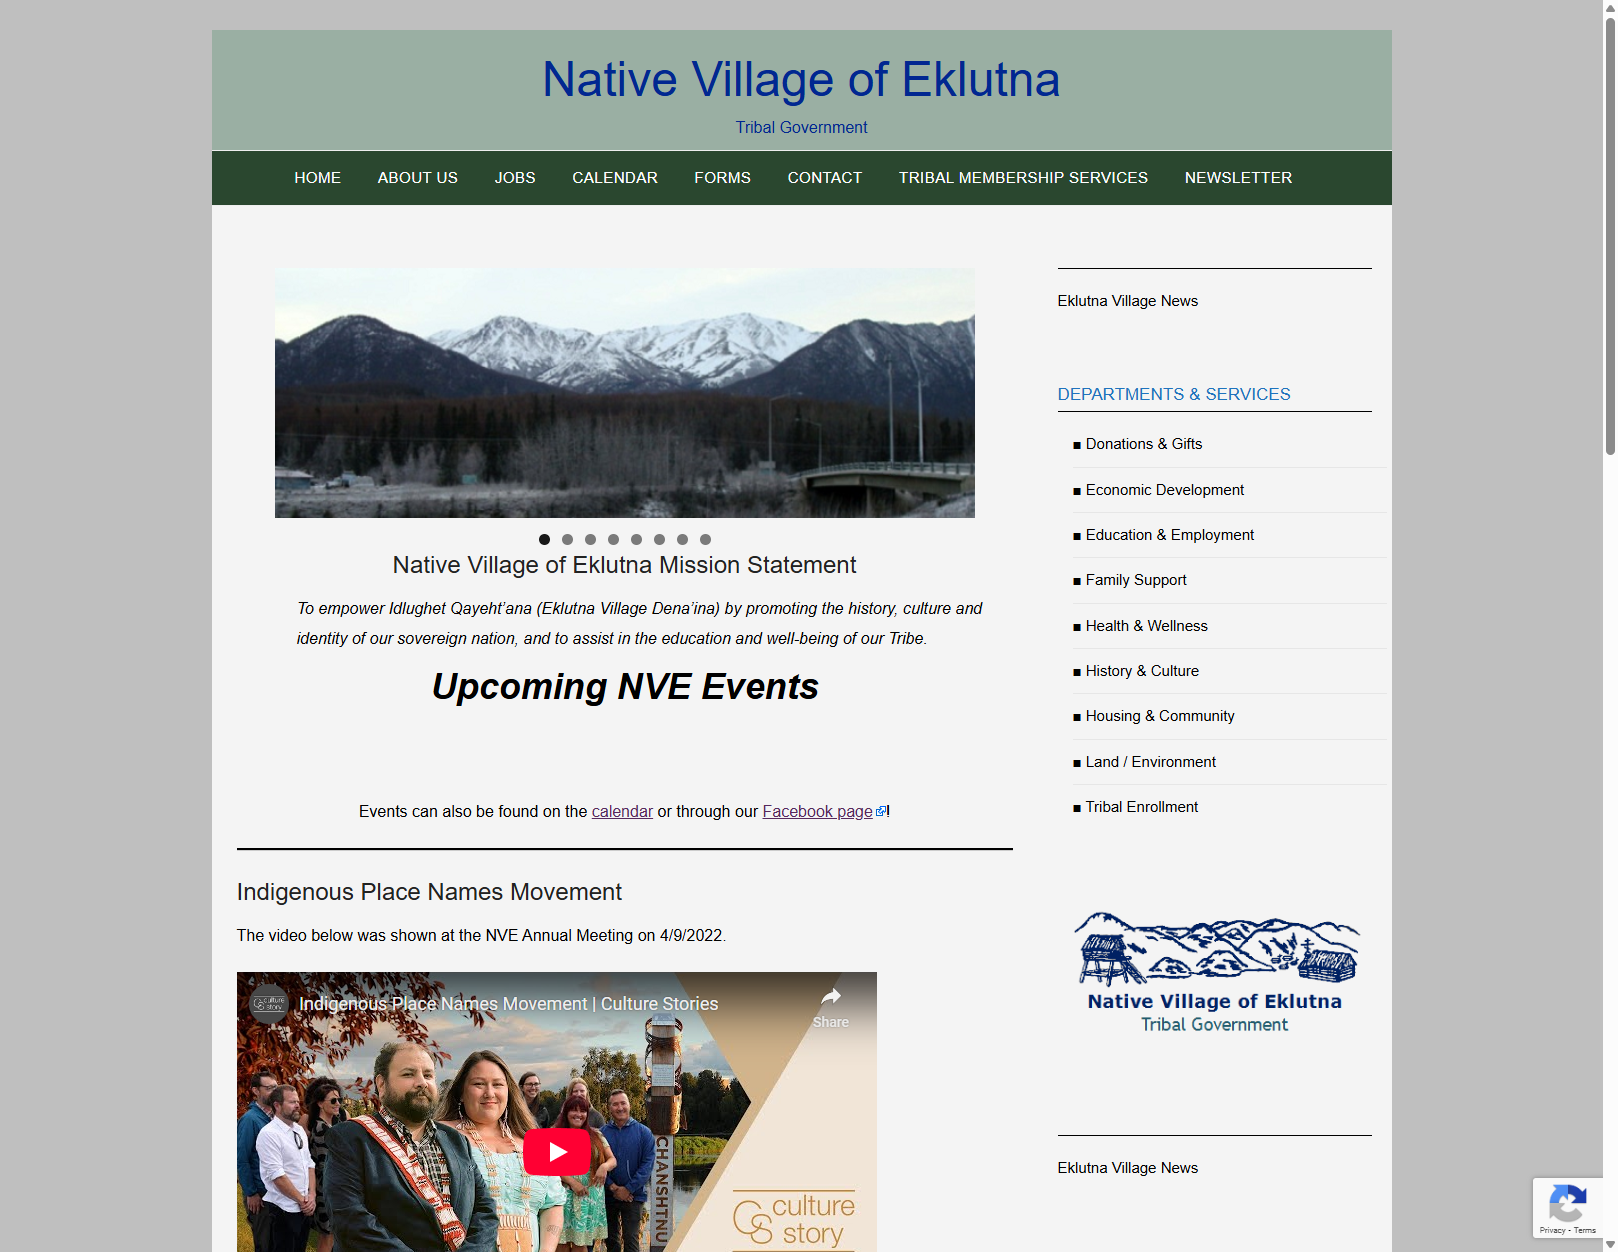 Native Village of Eklutna
Tribal Government
HOME ABOUT US JOBS CALENDAR FORMS CONTACT TRIBAL MEMBERSHIP SERVICES NEWSLETTER
Native Village of Eklutna Mission Statement
To empower Idlughet Qayeht’ana (Eklutna Village Dena’ina) by promoting the history, culture and
identity of our sovereign nation, and to assist in the education and well-being of our Tribe.
Upcoming NVE Events
Events can also be found on the calendar or through our Facebook page!
Indigenous Place Names Movement
The video below was shown at the NVE Annual Meeting on 4/9/2022.
culture
story
Indigenous Place Names Movement | Culture Stories
Share
CHANSHTNU
culture
story
Eklutna Village News
DEPARTMENTS & SERVICES
Donations & Gifts
Economic Development
Education & Employment
Family Support
Health & Wellness
History & Culture
Housing & Community
Land / Environment
Tribal Enrollment
Native Village of Eklutna
Tribal Government
Eklutna Village News
Privacy - Terms